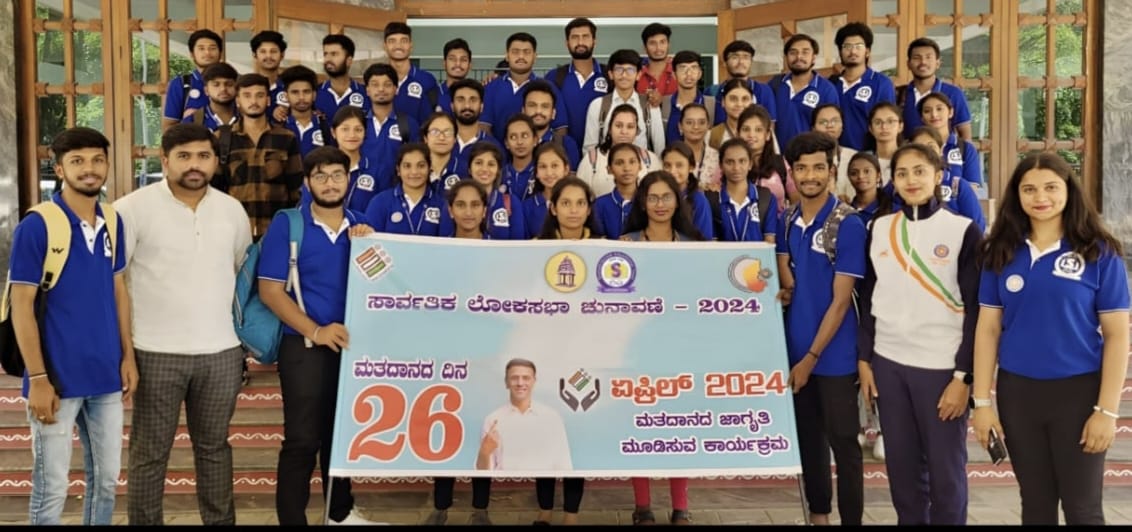 ಸಾರ್ವತಿಕ ಲೋಕಸಭಾ ಚುನಾವಣೆ - 2024
ಮತದಾನದ ದಿನ
26
ಏಪ್ರಿಲ್ 2024
ಮತದಾನದ ಜಾಗೃತಿ
ಮೂಡಿಸುವ ಕಾರ್ಯಕ್ರಮ